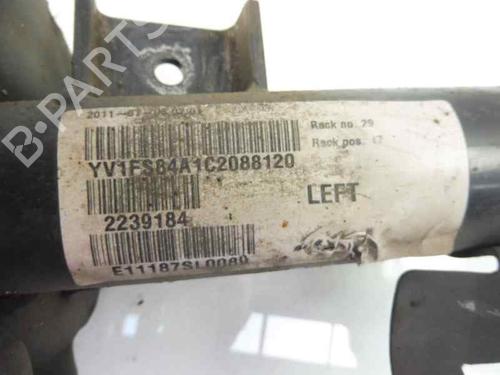 B-PARTS
Rack no. 29
Rack pos. 17
YV1FS84A1C2088120
LEFT
2239184
E11187SL0080